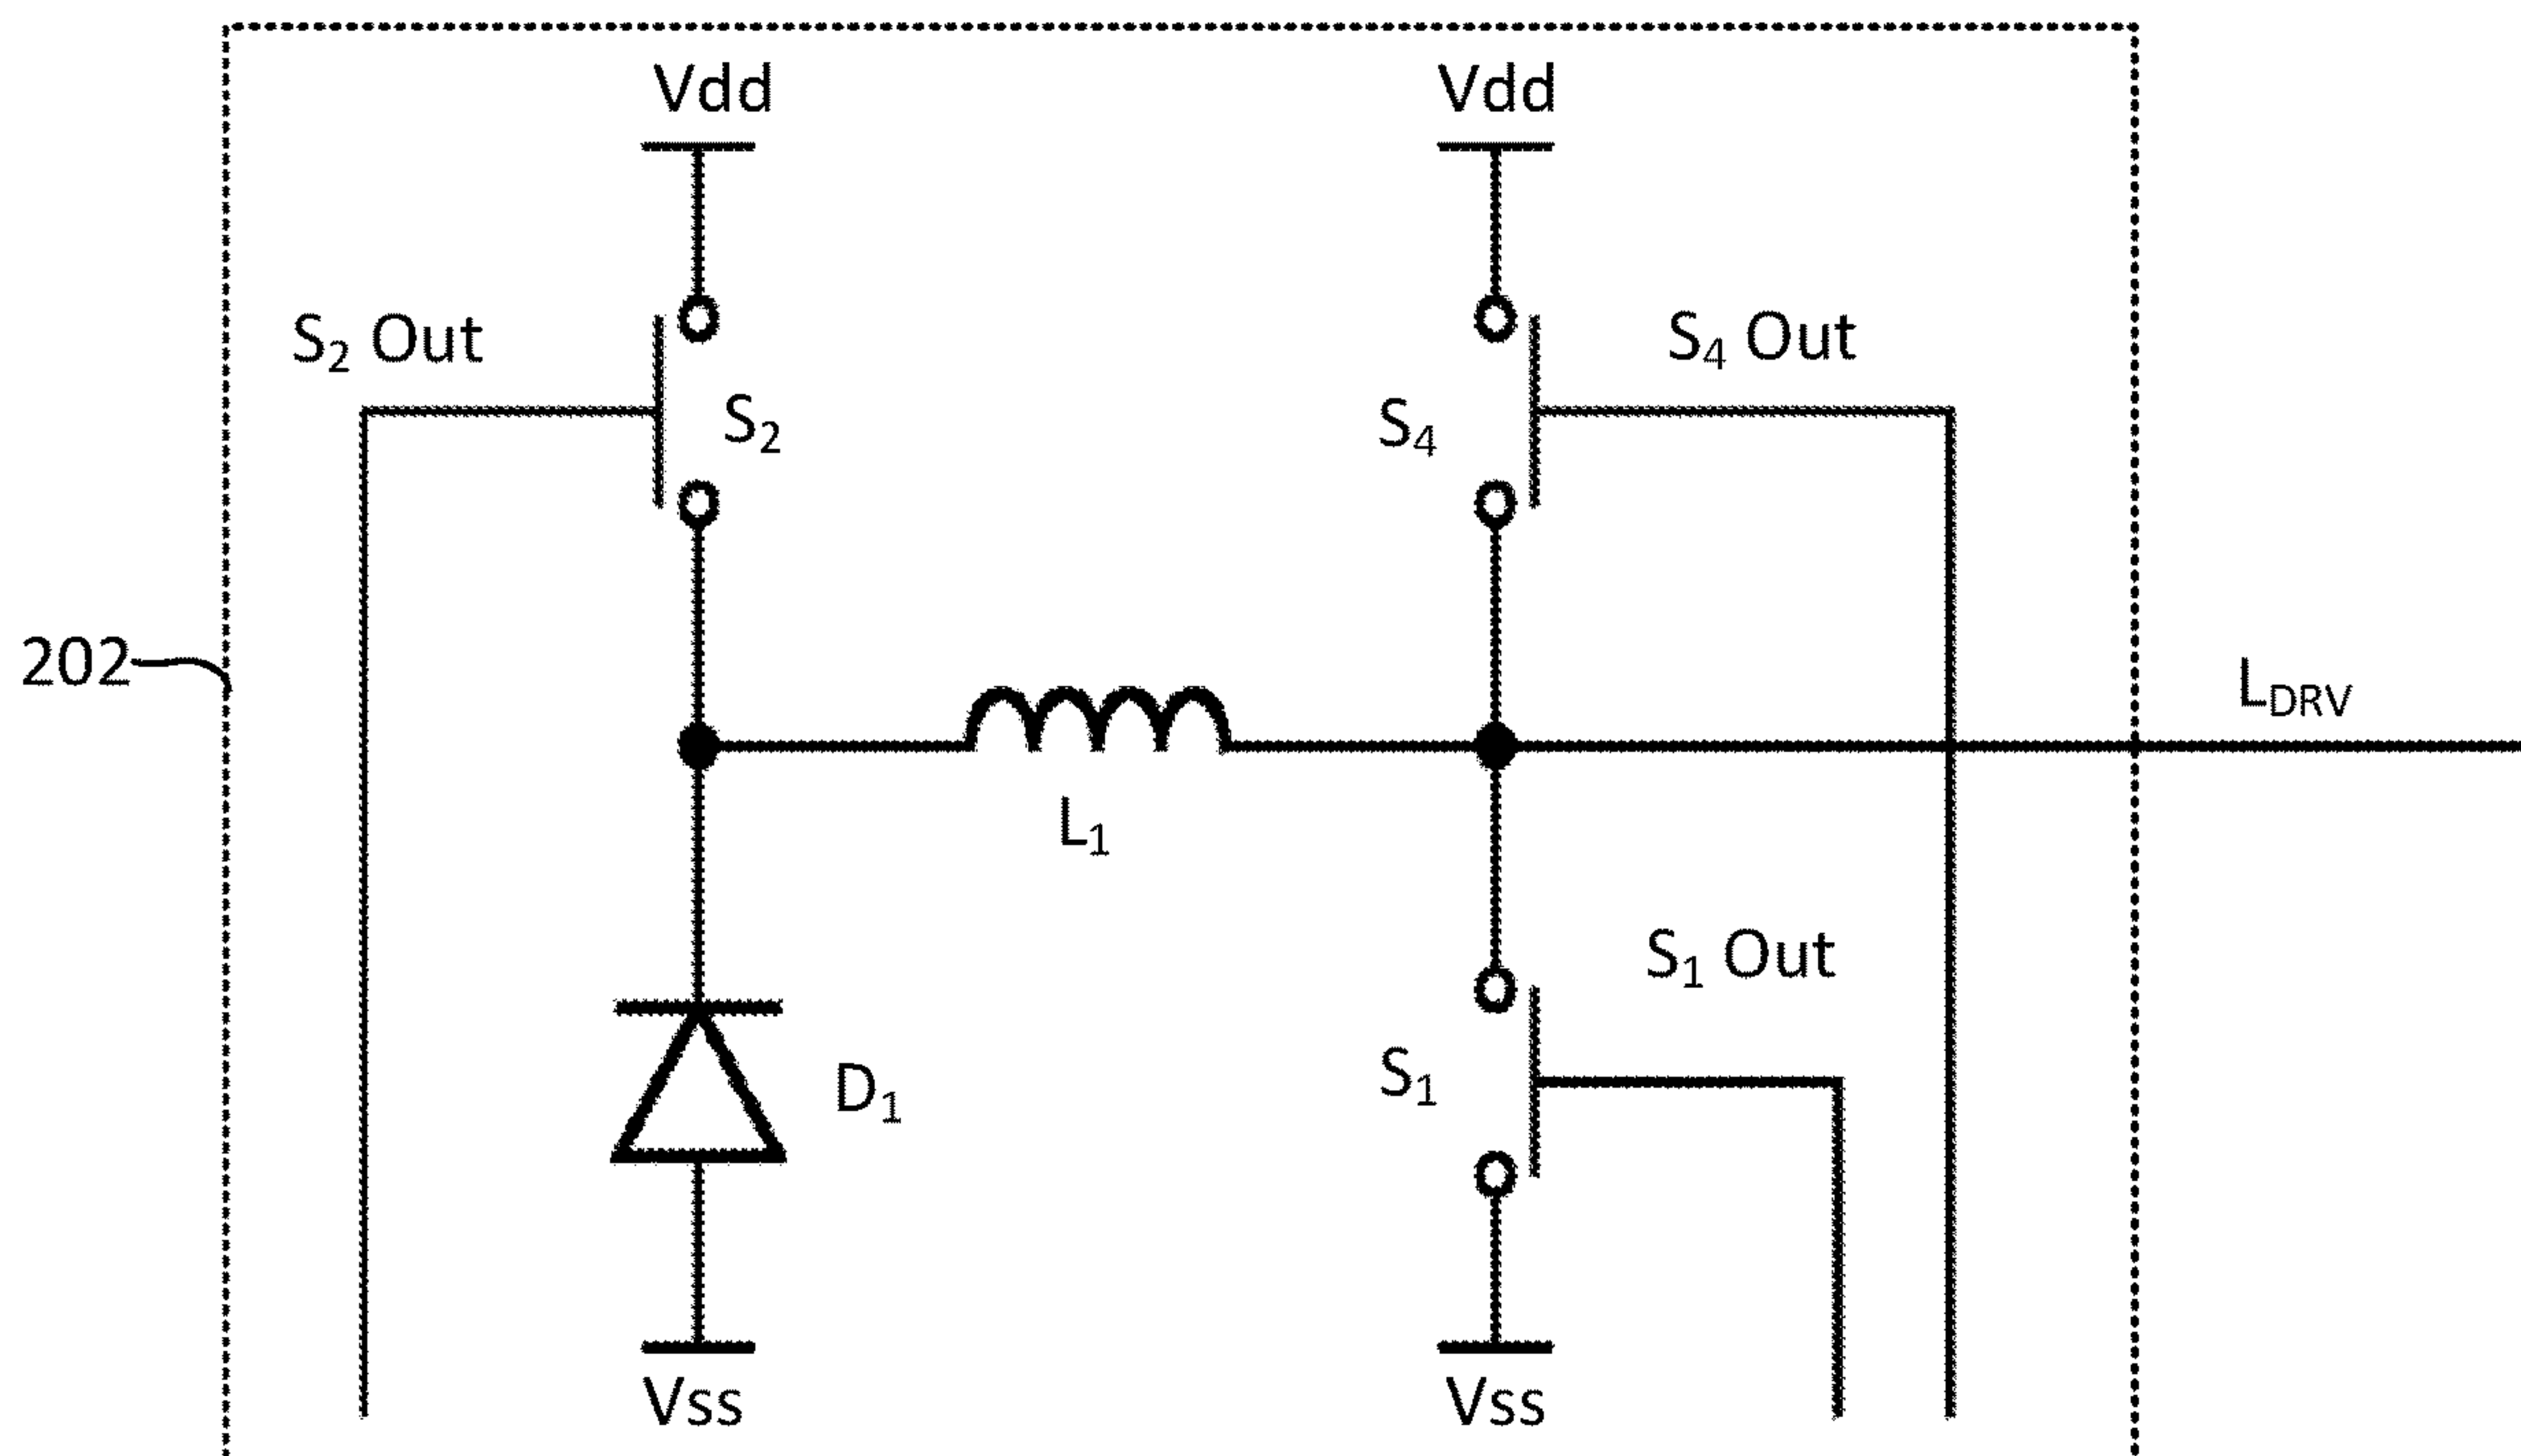 Vdd
Vdd
S2 Out
S4 Out
S2
S4
202
LDRV
L1
S1 Out
S1
D1
Vss
Vss